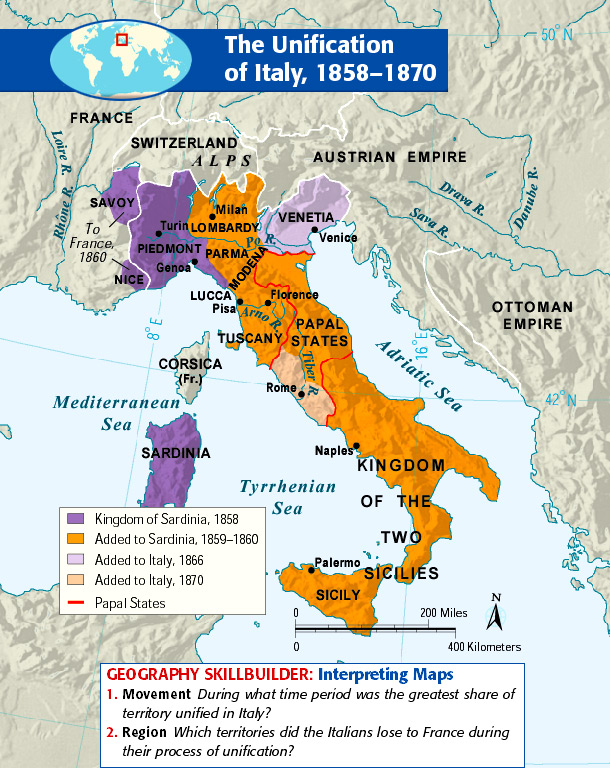 The Unification
of Italy, 1858–1870
50° N
FRANCE
SWITZERLAND
ALPS
AUSTRIAN EMPIRE
Loire R.
Rhône R.
Drava R.
Danube R.
Sava R.
SAVOY
To
France,
1860
NICE
Milan
LOMBARDY
Turin
PIEDMONT
Genoa
VENETIA
Venice
Po R.
PARMA
MODENA
LUCCA
Pisa
Florence
Arno R.
TUSCANY
PAPAL
STATES
Tiber R.
OTTOMAN
EMPIRE
8° E
16° E
Adriatic Sea
CORSICA
(Fr.)
Rome
42° N
Mediterranean
Sea
SARDINIA
Naples
KINGDOM
OF THE
TWO
SICILIES
Tyrrhenian
Sea
Palermo
SICILY
Kingdom of Sardinia, 1858
Added to Sardinia, 1859–1860
Added to Italy, 1866
Added to Italy, 1870
Papal States
N
0 200 Miles
0 400 Kilometers
GEOGRAPHY SKILLBUILDER: Interpreting Maps
1. Movement During what time period was the greatest share of
territory unified in Italy?
2. Region Which territories did the Italians lose to France during
their process of unification?